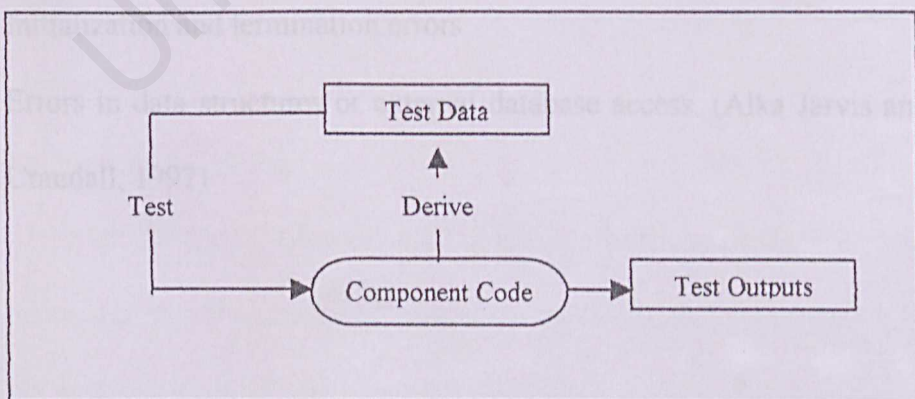 initialization and termination errors
Errors in data structures or external database access. (Alka Jarvis an
Crandall, 1997)
Test Data
Test
Derive
Component Code
Test Outputs